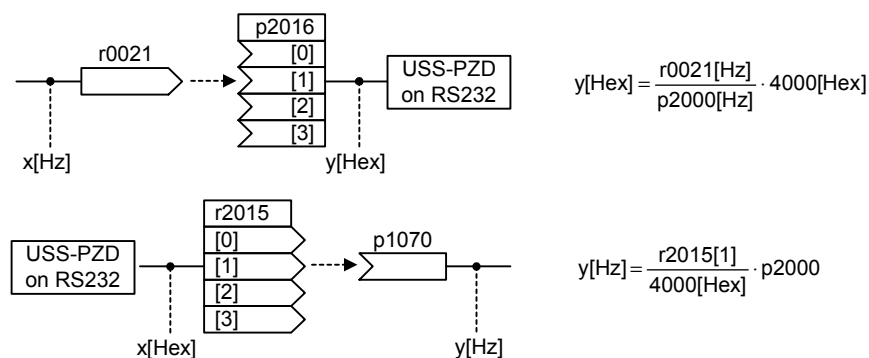 p2016
r0021
[0]
[1]
[2]
[3]
USS-PZD
on RS232
x[Hz]
y[Hex]
y[Hex] = r0021[Hz] / p2000[Hz] · 4000[Hex]
r2015
p1070
USS-PZD
on RS232
[0]
[1]
[2]
[3]
x[Hex]
y[Hz]
y[Hz] = r2015[1] / 4000[Hex] · p2000